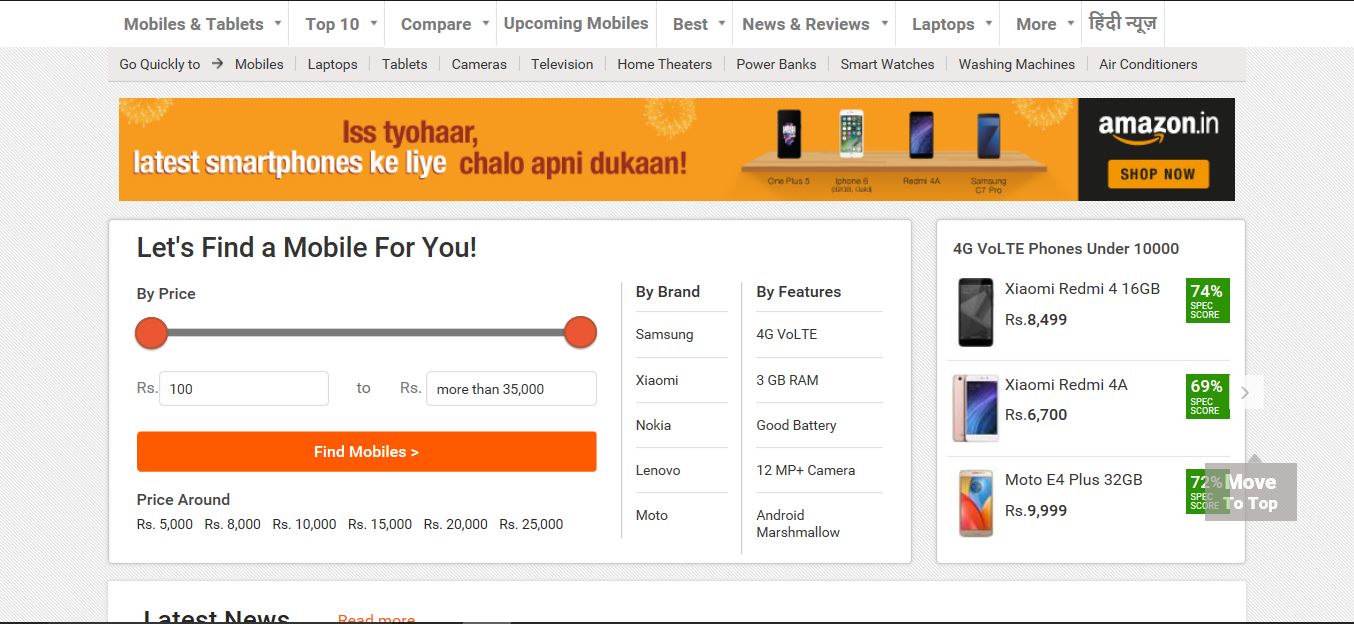 Mobiles & Tablets Top 10 Compare Upcoming Mobiles Best News & Reviews Laptops More हिंदी न्यूज़
Go Quickly to → Mobiles Laptops Tablets Cameras Television Home Theaters Power Banks Smart Watches Washing Machines Air Conditioners
Iss tyohaar,
latest smartphones ke liye chalo apni dukaan!
One Plus 5
Iphone 6
(32GB, Gold)
Redmi 4A
Samsung
C7 Pro
amazon.in
SHOP NOW
Let's Find a Mobile For You!
By Price
Rs. 100 to Rs. more than 35,000
Find Mobiles >
Price Around
Rs. 5,000 Rs. 8,000 Rs. 10,000 Rs. 15,000 Rs. 20,000 Rs. 25,000
By Brand
Samsung
Xiaomi
Nokia
Lenovo
Moto
By Features
4G VoLTE
3 GB RAM
Good Battery
12 MP+ Camera
Android
Marshmallow
4G VoLTE Phones Under 10000
Xiaomi Redmi 4 16GB
Rs.8,499
74%
SPEC
SCORE
Xiaomi Redmi 4A
Rs.6,700
69%
SPEC
SCORE
Moto E4 Plus 32GB
Rs.9,999
72%
SPEC
SCORE
Move
To Top
Latest News Read more